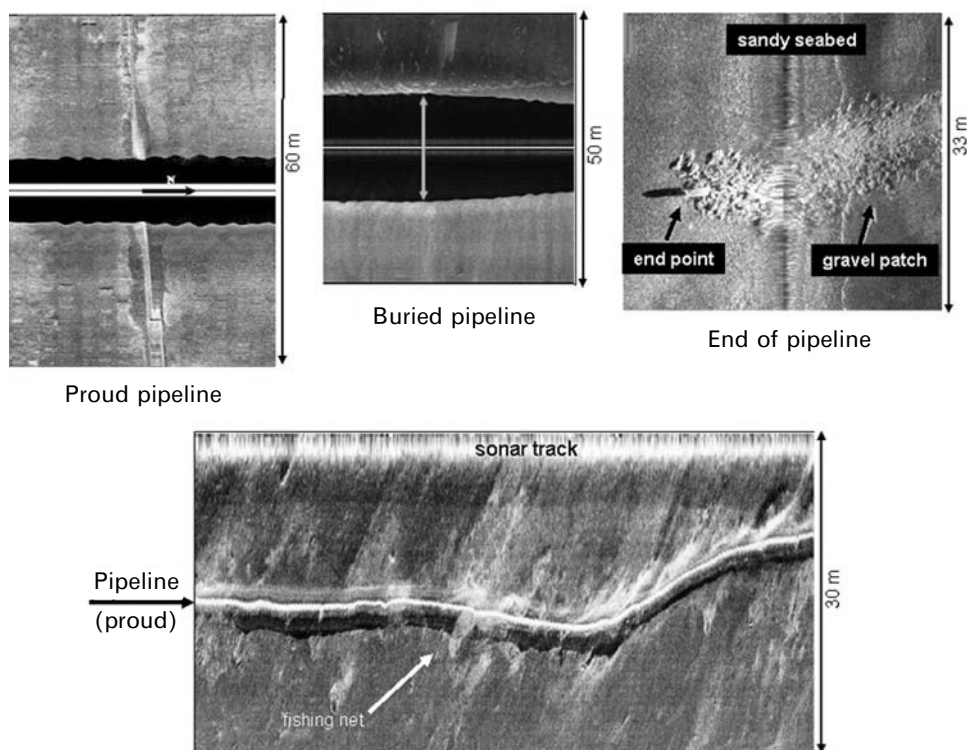 60 m
N
Proud pipeline
50 m
Buried pipeline
sandy seabed
33 m
end point
gravel patch
End of pipeline
sonar track
Pipeline
(proud)
30 m
fishing net